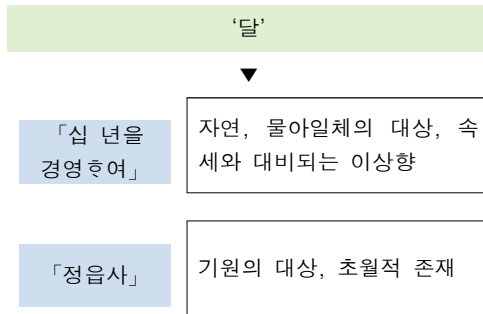 ‘달’
▼
「십 년을
경영ᄒᆞ여」
자연, 물아일체의 대상, 속
세와 대비되는 이상향
「정읍사」
기원의 대상, 초월적 존재